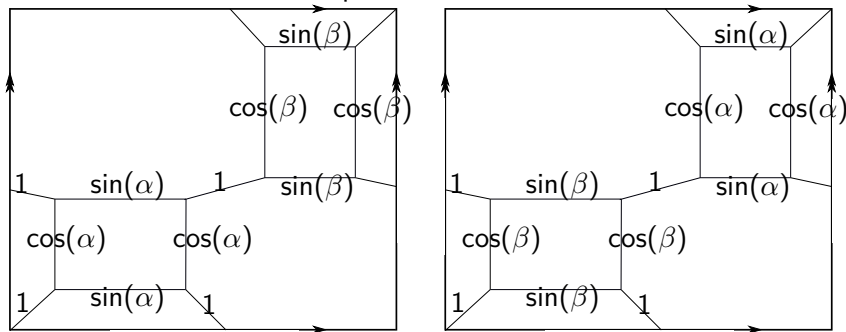 sin(β) sin(α)
cos(β) cos(β) cos(α) cos(α)
1 sin(α) 1 sin(β) 1 sin(β) 1 sin(α)
cos(α) cos(α) cos(β) cos(β)
1 sin(α) 1 1 sin(β) 1